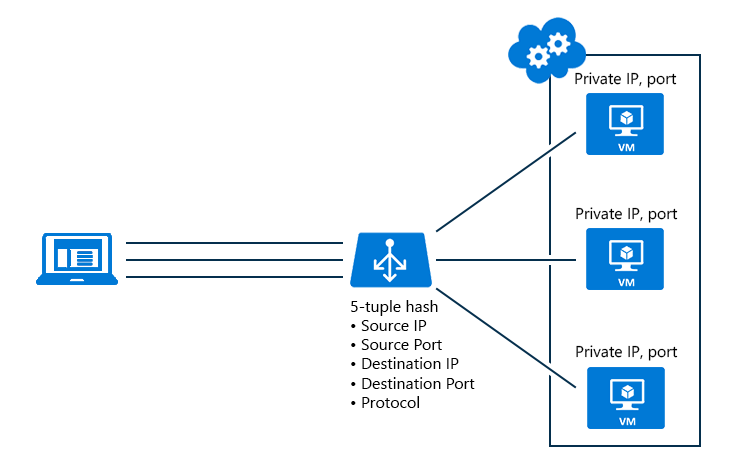 Private IP, port
VM
Private IP, port
VM
5-tuple hash
• Source IP
• Source Port
• Destination IP
• Destination Port
• Protocol
Private IP, port
VM